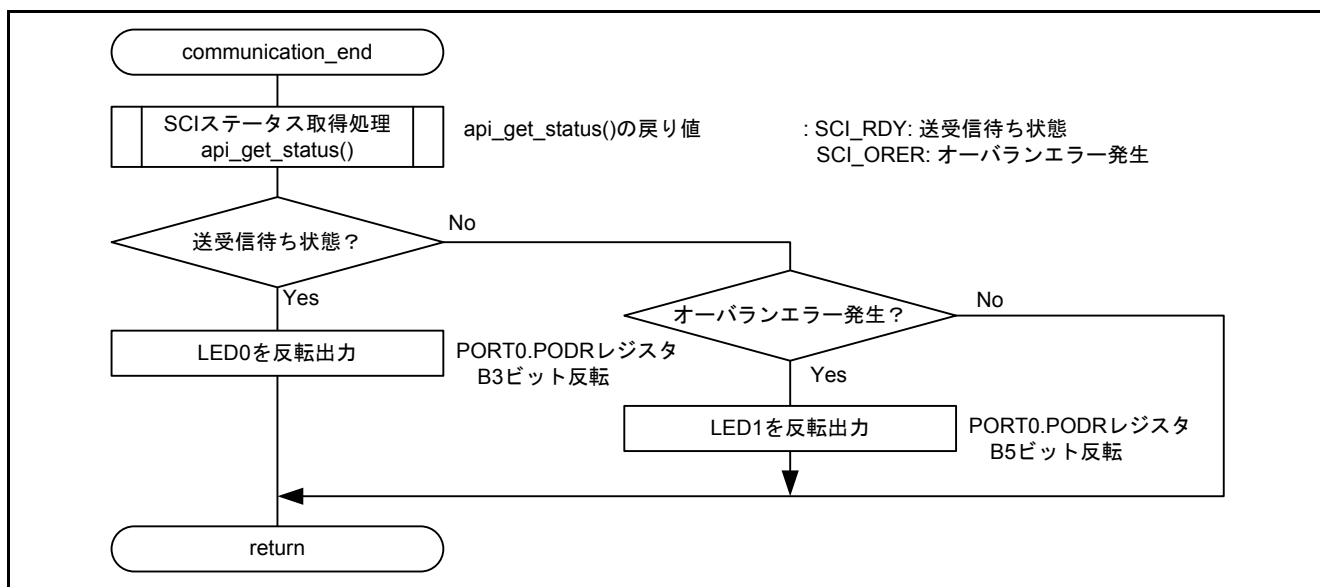 communication_end
SCIステータス取得処理
api_get_status()
api_get_status()の戻り値 : SCI_RDY: 送受信待ち状態
SCI_ORER: オーバランエラー発生
送受信待ち状態？
No
Yes
オーバランエラー発生？
No
LED0を反転出力
PORT0.PODRレジスタ
B3ビット反転
Yes
LED1を反転出力
PORT0.PODRレジスタ
B5ビット反転
return